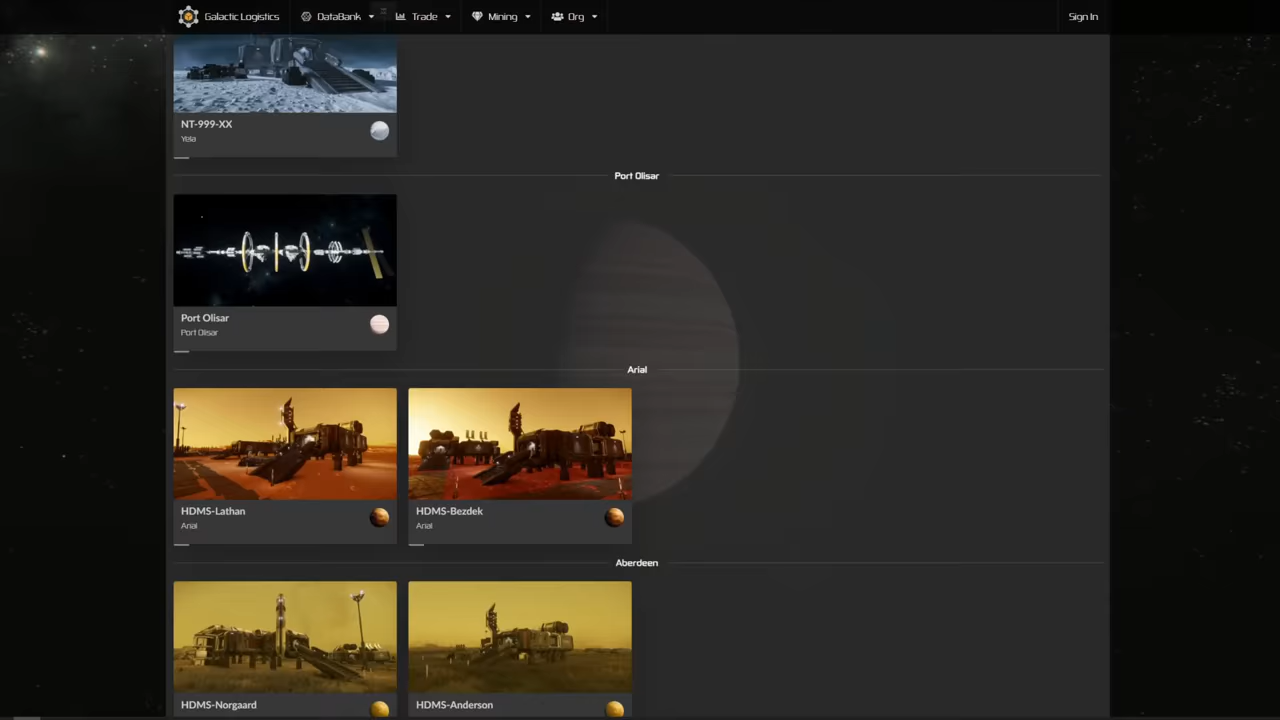 Galactic Logistics DataBank Trade Mining Org Sign In
NT-999-XX
Yela
Port Olisar
Port Olisar
Port Olisar
Arial
HDMS-Lathan
Arial
HDMS-Bezdek
Arial
Aberdeen
HDMS-Norgaard
HDMS-Anderson